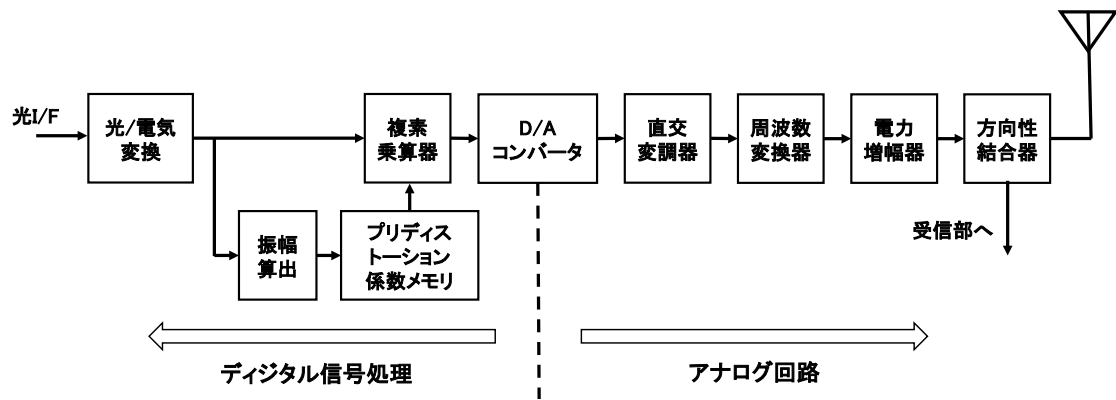 光I/F
光/電気
変換
複素
乗算器
D/A
コンバータ
直交
変調器
周波数
変換器
電力
増幅器
方向性
結合器
振幅
算出
プリディス
トーション
係数メモリ
受信部へ
ディジタル信号処理
アナログ回路